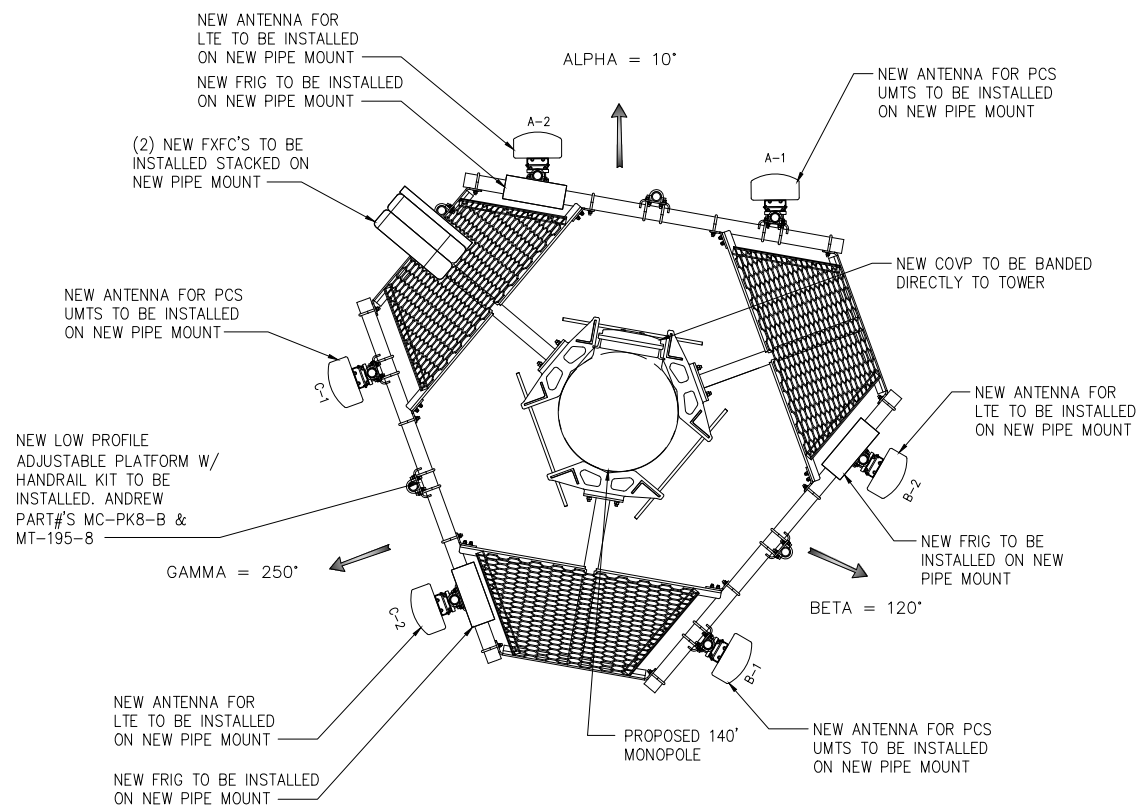 NEW ANTENNA FOR
LTE TO BE INSTALLED
ON NEW PIPE MOUNT
NEW FRIG TO BE INSTALLED
ON NEW PIPE MOUNT
(2) NEW FXFC'S TO BE
INSTALLED STACKED ON
NEW PIPE MOUNT
ALPHA = 10°
A-2
A-1
NEW ANTENNA FOR PCS
UMTS TO BE INSTALLED
ON NEW PIPE MOUNT
NEW COVP TO BE BANDED
DIRECTLY TO TOWER
NEW ANTENNA FOR PCS
UMTS TO BE INSTALLED
ON NEW PIPE MOUNT
C-1
NEW ANTENNA FOR
LTE TO BE INSTALLED
ON NEW PIPE MOUNT
B-2
NEW LOW PROFILE
ADJUSTABLE PLATFORM W/
HANDRAIL KIT TO BE
INSTALLED. ANDREW
PART#'S MC-PK8-B &
MT-195-8
NEW FRIG TO BE
INSTALLED ON NEW
PIPE MOUNT
GAMMA = 250°
BETA = 120°
C-2
B-1
NEW ANTENNA FOR
LTE TO BE INSTALLED
ON NEW PIPE MOUNT
NEW FRIG TO BE INSTALLED
ON NEW PIPE MOUNT
PROPOSED 140'
MONOPOLE
NEW ANTENNA FOR PCS
UMTS TO BE INSTALLED
ON NEW PIPE MOUNT